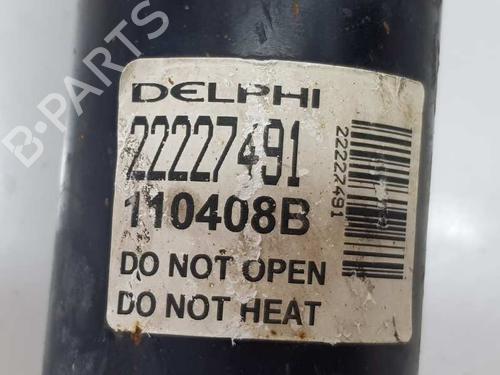 B-PARTS
DELPHI
22227491
110408B
DO NOT OPEN
DO NOT HEAT
22227491